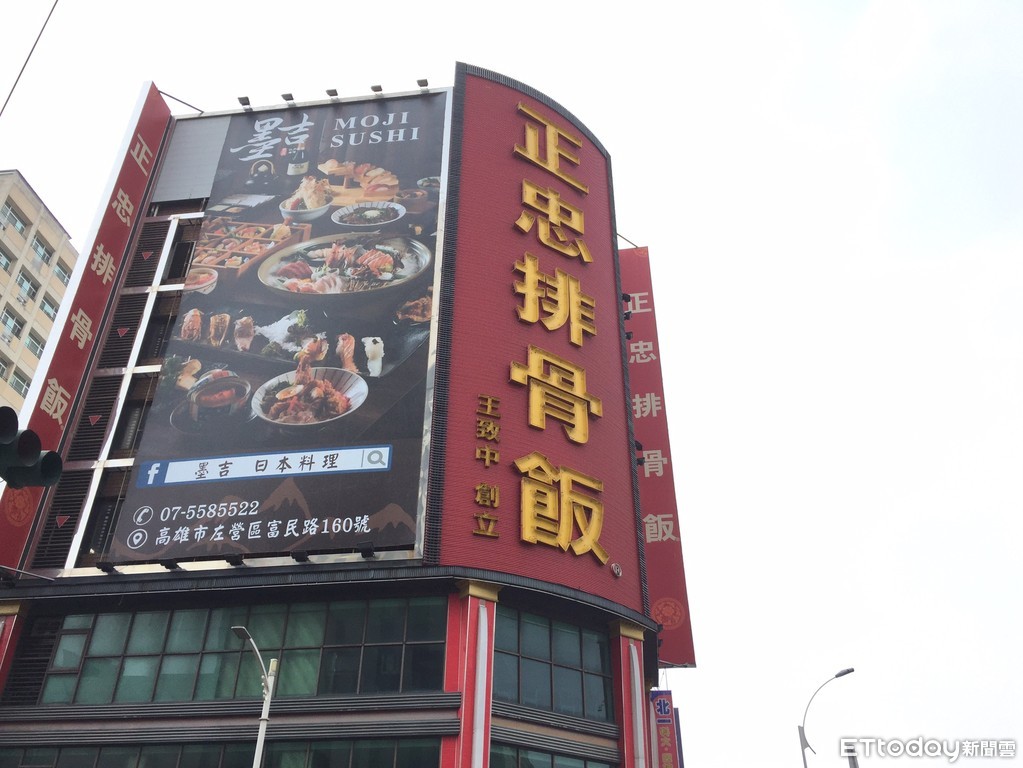 正忠排骨飯
墨吉
MOJI
SUSHI
f 墨吉 日本料理
07-5585522
高雄市左營區富民路160號
正忠排骨飯®
王致中 創立
正忠排骨飯
北一
ETtoday新聞雲